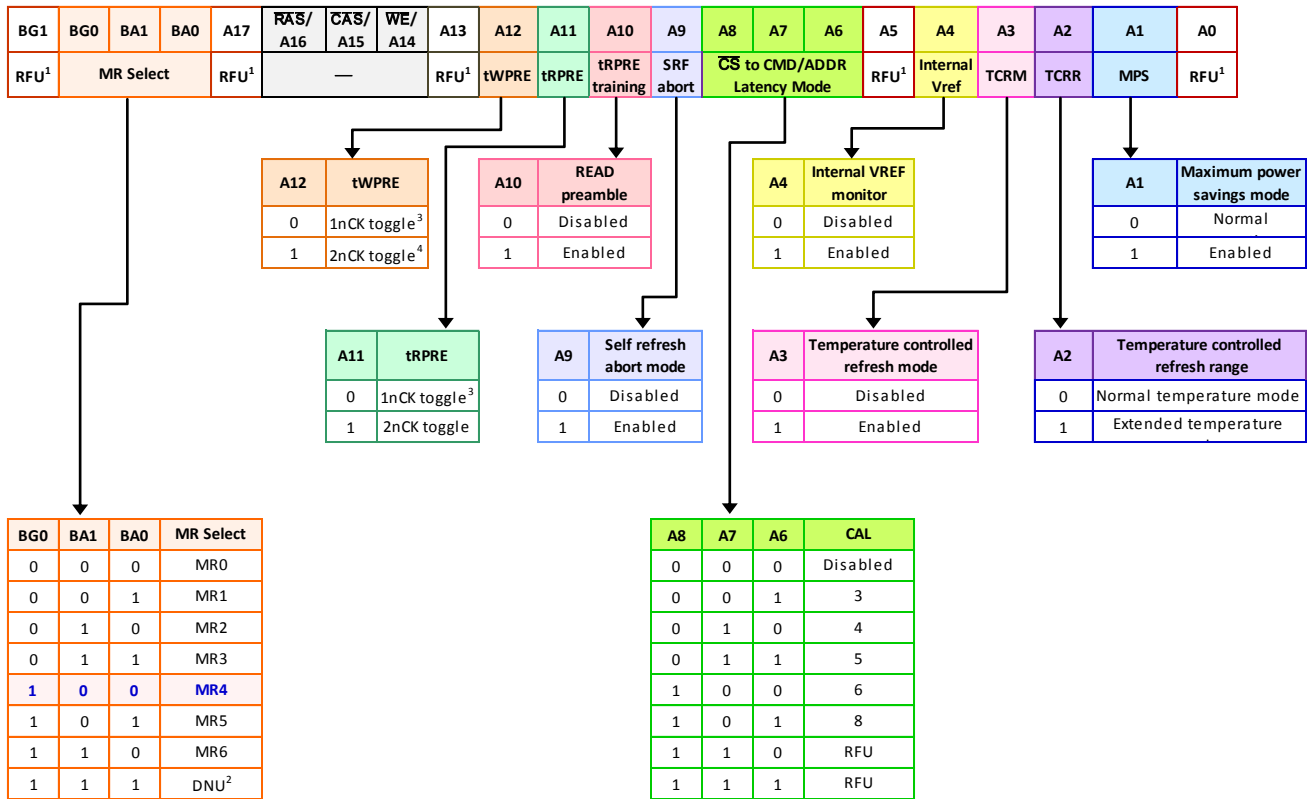 BG1 BG0 BA1 BA0 A17 RAS/ A16 CAS/ A15 WE/ A14 A13 A12 A11 A10 A9 A8 A7 A6 A5 A4 A3 A2 A1 A0
RFU¹ MR Select RFU¹ — RFU¹ tWPRE tRPRE tRPRE training SRF abort CS to CMD/ADDR Latency Mode RFU¹ Internal Vref TCRM TCRR MPS RFU¹
A12 tWPRE
0 1nCK toggle³
1 2nCK toggle⁴
A10 READ preamble
0 Disabled
1 Enabled
A4 Internal VREF monitor
0 Disabled
1 Enabled
A1 Maximum power savings mode
0 Normal
1 Enabled
A11 tRPRE
0 1nCK toggle³
1 2nCK toggle
A9 Self refresh abort mode
0 Disabled
1 Enabled
A3 Temperature controlled refresh mode
0 Disabled
1 Enabled
A2 Temperature controlled refresh range
0 Normal temperature mode
1 Extended temperature
BG0 BA1 BA0 MR Select
0 0 0 MR0
0 0 1 MR1
0 1 0 MR2
0 1 1 MR3
1 0 0 MR4
1 0 1 MR5
1 1 0 MR6
1 1 1 DNU²
A8 A7 A6 CAL
0 0 0 Disabled
0 0 1 3
0 1 0 4
0 1 1 5
1 0 0 6
1 0 1 8
1 1 0 RFU
1 1 1 RFU